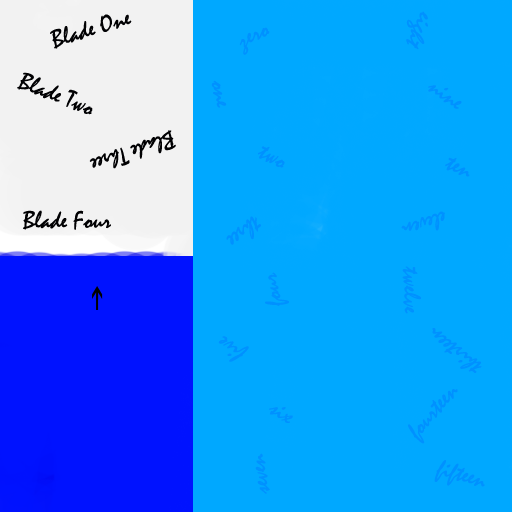 Blade One
Blade Two
Blade Three
Blade Four
zero
one
two
three
four
five
six
seven
eight
nine
ten
eleven
twelve
thirteen
fourteen
fifteen